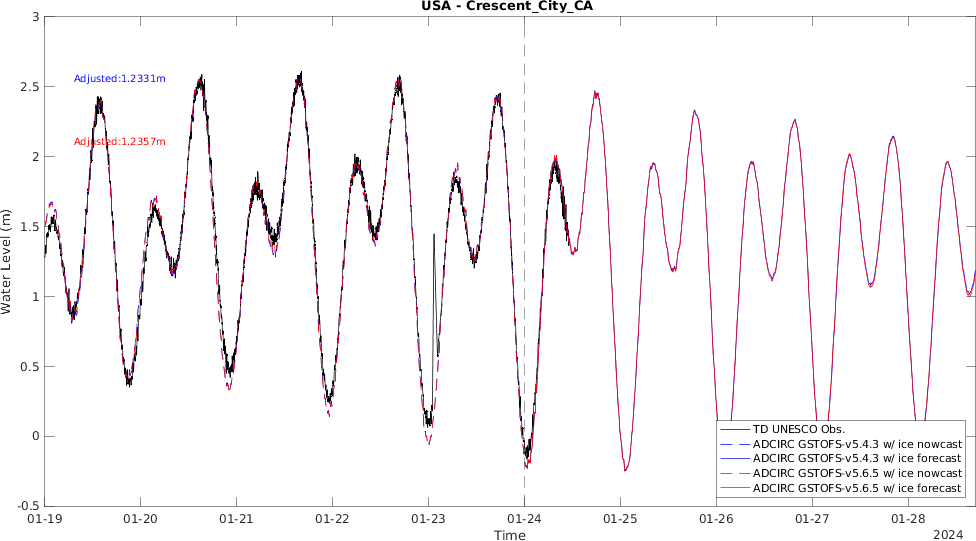 USA - Crescent_City_CA
3
2.5
2
1.5
1
0.5
0
-0.5
Water Level (m)
Adjusted:1.2331m
Adjusted:1.2357m
TD UNESCO Obs.
ADCIRC GSTOFS-v5.4.3 w/ ice nowcast
ADCIRC GSTOFS-v5.4.3 w/ ice forecast
ADCIRC GSTOFS-v5.6.5 w/ ice nowcast
ADCIRC GSTOFS-v5.6.5 w/ ice forecast
01-19 01-20 01-21 01-22 01-23 01-24 01-25 01-26 01-27 01-28
Time
2024